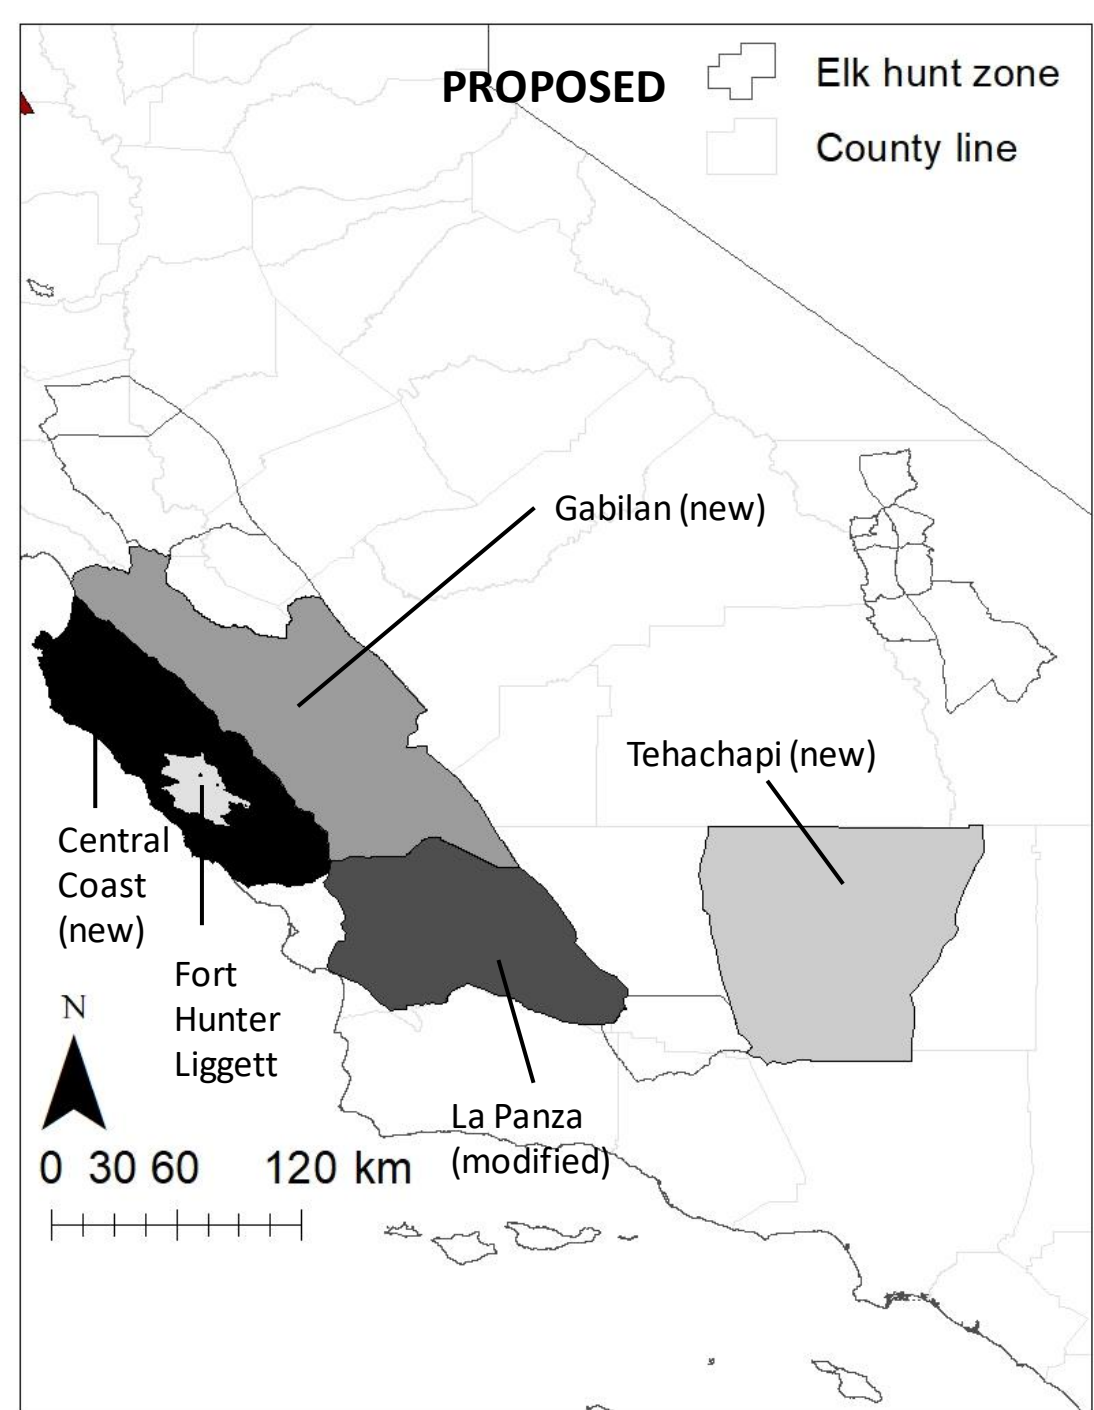 PROPOSED
Elk hunt zone
County line
Gabilan (new)
Tehachapi (new)
Central
Coast
(new)
Fort
Hunter
Liggett
N
La Panza
(modified)
0 30 60 120 km